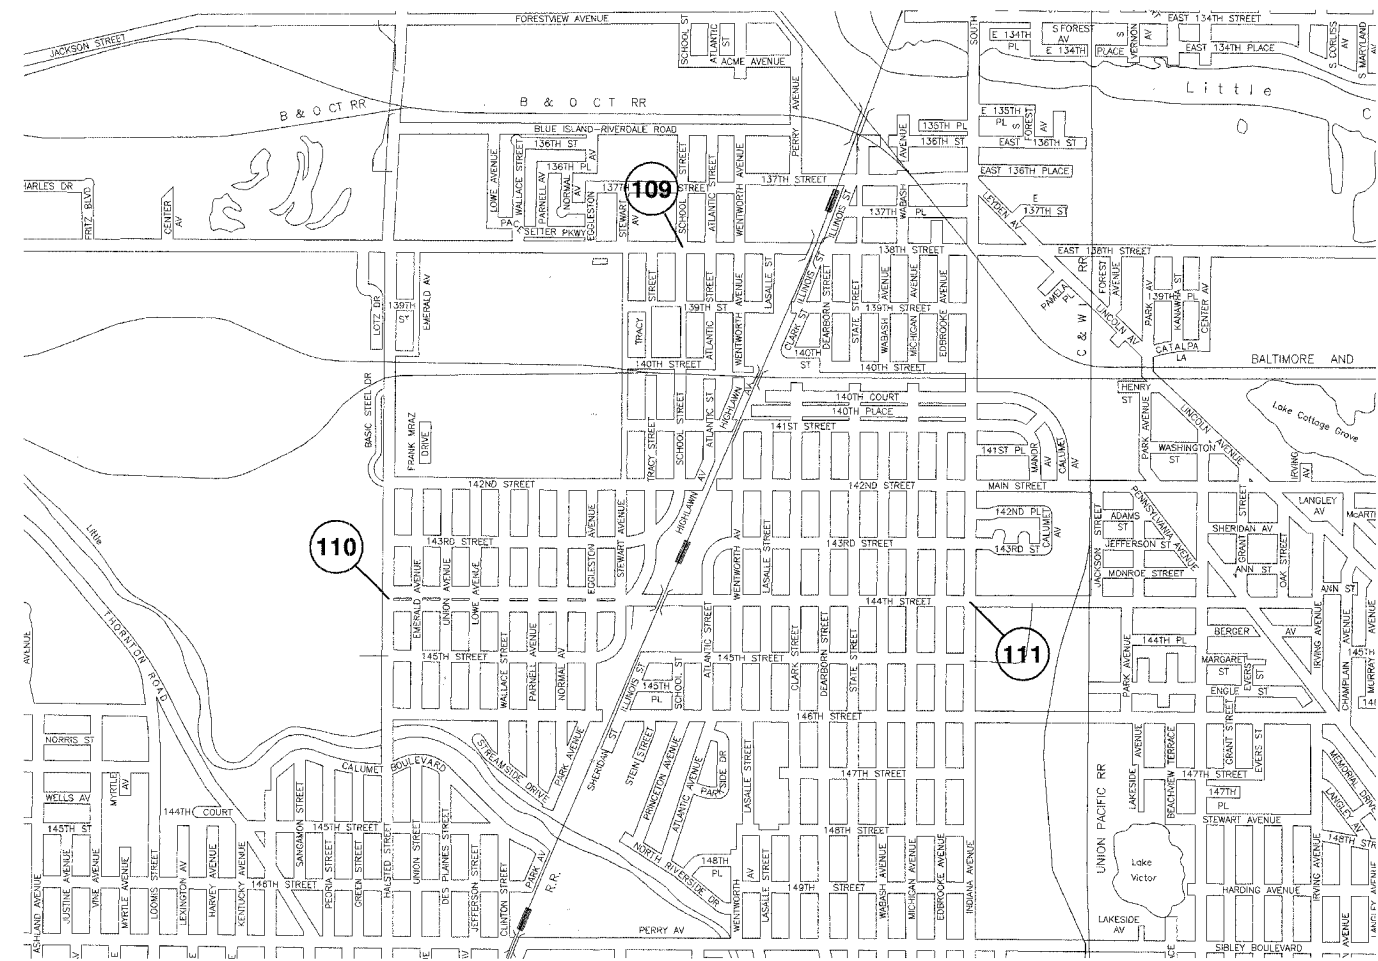 FORESTVIEW AVENUE
JACKSON STREET
SCHOOL ST
ATLANTIC ST
ACME AVENUE
SOUTH
E 134TH PL
S FOREST AV
E 134TH PLACE
S VERNON AV
EAST 134TH STREET
EAST 134TH PLACE
S CORLISS AV
S MARYLAND AV
B & O CT RR
B & O CT RR
Little
PERRY AVENUE
BLUE ISLAND-RIVERDALE ROAD
136TH ST
136TH PL
LOWE AVENUE
WALLACE STREET
PARNELL AV
NORMAL AV
EGGLESTON AV
PACESETTER PKWY
STEWART AV
109
137TH STREET
SCHOOL STREET
ATLANTIC STREET
WENTWORTH AVENUE
137TH STREET
ILLINOIS ST
WABASH AVENUE
135TH PL
136TH ST
137TH PL
E 135TH PL
S FOREST AV
EAST 136TH ST
EAST 136TH PLACE
E 137TH ST
LEYDEN AV
HARLES DR
FRITZ BLVD
CENTER AV
138TH STREET
EAST 138TH STREET
LOTZ DR
139TH ST
EMERALD AV
TRACY STREET
139TH ST
ATLANTIC
WENTWORTH AVENUE
LASALLE ST
ILLINOIS ST
CLARK ST
DEARBORN STREET
STATE STREET
WABASH AVENUE
MICHIGAN AVENUE
EDBROOKE AVENUE
139TH STREET
140TH ST
140TH STREET
140TH STREET
PAMELA PL
C & W I RR
FOREST AVENUE
LINCOLN AV
PARK AV
139TH PL
KANAWHA ST
CENTER AV
CATALPA LA
BALTIMORE AND
BASIC STEEL DR
FRANK MRAZ DRIVE
TRACY STREET
SCHOOL STREET
ATLANTIC ST
HIGHLAWN AV
140TH COURT
140TH PLACE
141ST STREET
141ST PL
MANOR AV
CALUMET AV
HENRY ST
PARK AVENUE
LINCOLN AVENUE
WASHINGTON ST
Lake Cottage Grove
IRVING AV
142ND STREET
142ND STREET
MAIN STREET
HIGHLAWN AV
142ND PL
CALUMET AV
143RD ST
JACKSON STREET
ADAMS ST
JEFFERSON ST
MONROE STREET
PENNSYLVANIA AVENUE
SHERIDAN AV
GRANT STREET
ANN ST
OAK STREET
LANGLEY AV
McARTH
ANN ST
Little
110
143RD STREET
EMERALD AVENUE
UNION AVENUE
LOWE AVENUE
EGGLESTON AVENUE
STEWART AVENUE
WENTWORTH AV
LASALLE STREET
143RD STREET
144TH STREET
111
THORNTON ROAD
AVENUE
145TH STREET
WALLACE STREET
PARNELL AVENUE
NORMAL AV
ILLINOIS ST
145TH PL
SCHOOL ST
ATLANTIC STREET
145TH STREET
CLARK STREET
DEARBORN STREET
STATE STREET
PARK AVENUE
144TH PL
BERGER AV
MARGARET ST
EVERS ST
ENGLE ST
IRVING AVENUE
CHAMPLAIN AVENUE
MURRAY AVENUE
145TH
146
146TH STREET
NORRIS ST
WELLS AV
MYRTLE AV
145TH ST
144TH COURT
CALUMET BOULEVARD
STREAMSIDE DRIVE
PARK AVENUE
SHERIDAN ST
STEIN STREET
PRINCETON AVENUE
ATLANTIC AVENUE
PARKSIDE DR
LASALLE STREET
147TH STREET
UNION PACIFIC RR
LAKESIDE AVENUE
BEACHVIEW TERRACE
GRANT STREET
EVERS ST
147TH STREET
147TH PL
STEWART AVENUE
MEMORIAL DRIVE
LANGLEY AV
148TH STR
SANGAMON STREET
145TH STREET
146TH STREET
NORTH RIVERSIDE DR
148TH PL
148TH STREET
149TH STREET
ASHLAND AVENUE
JUSTINE AVENUE
VINE AVENUE
MYRTLE AVENUE
LOOMIS STREET
LEXINGTON AV
HARVEY AVENUE
KENTUCKY AVENUE
PEORIA STREET
GREEN STREET
HALSTED STREET
UNION STREET
DES PLAINES STREET
JEFFERSON STREET
CLINTON STREET
PARK AV
R.R.
WENTWORTH AV
LASALLE STREET
WABASH AVENUE
MICHIGAN AVENUE
EDBROOKE AVENUE
INDIANA AVENUE
Lake Victor
HARDING AVENUE
IRVING AVENUE
LAKESIDE AV
PERRY AV
SIBLEY BOULEVARD